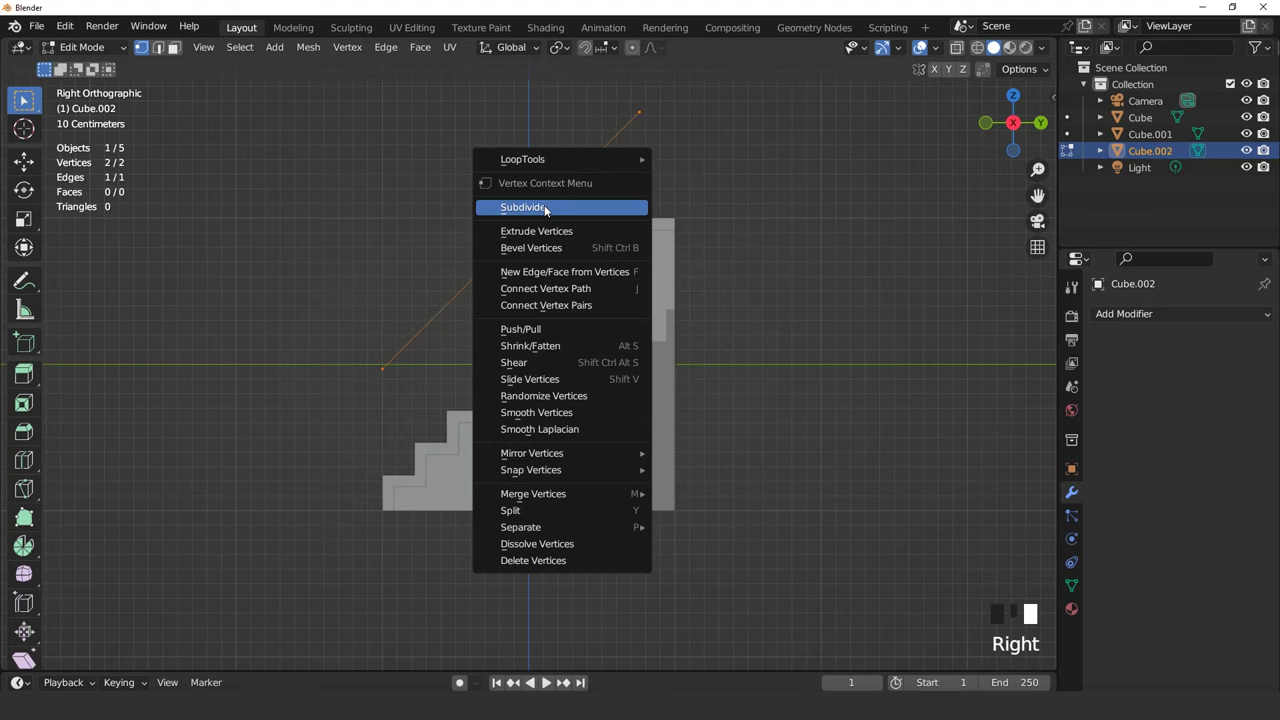 Blender
File Edit Render Window Help Layout Modeling Sculpting UV Editing Texture Paint Shading Animation Rendering Compositing Geometry Nodes Scripting Scene ViewLayer
Edit Mode View Select Add Mesh Vertex Edge Face UV Global
X Y Z Options
Scene Collection
Collection
Camera
Cube
Cube.001
Cube.002
Light
Right Orthographic
(1) Cube.002
10 Centimeters
Objects 1/5
Vertices 2/2
Edges 1/1
Faces 0/0
Triangles 0
Z
X
Y
LoopTools
Vertex Context Menu
Subdivide
Extrude Vertices
Bevel Vertices Shift Ctrl B
New Edge/Face from Vertices F
Connect Vertex Path J
Connect Vertex Pairs
Push/Pull
Shrink/Fatten Alt S
Shear Shift Ctrl Alt S
Slide Vertices Shift V
Randomize Vertices
Smooth Vertices
Smooth Laplacian
Mirror Vertices
Snap Vertices
Merge Vertices M
Split Y
Separate P
Dissolve Vertices
Delete Vertices
Cube.002
Add Modifier
Right
Playback Keying View Marker 1 Start 1 End 250